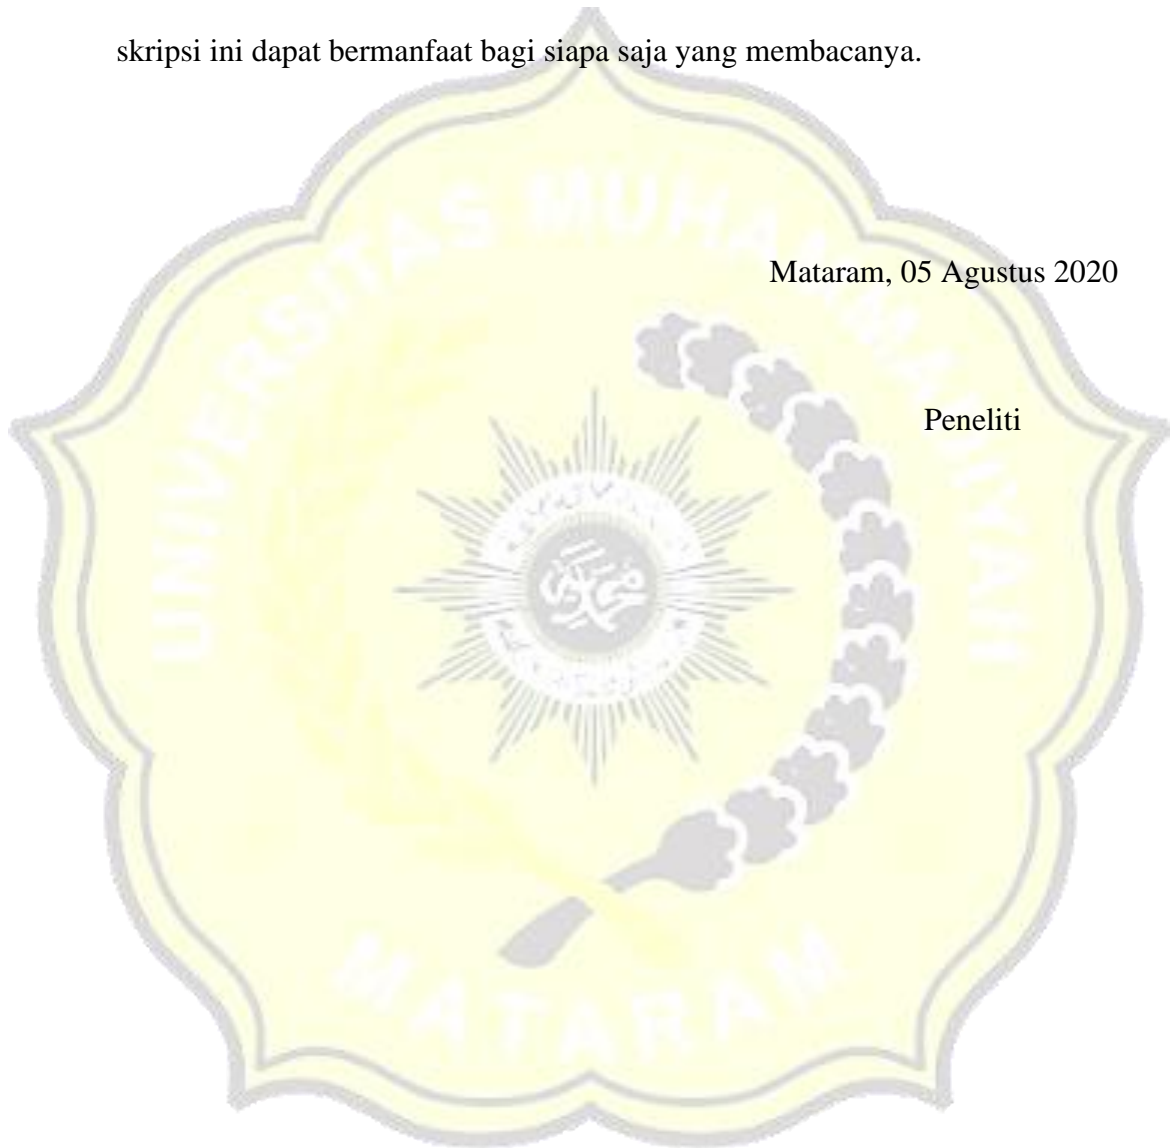 skripsi ini dapat bermanfaat bagi siapa saja yang membacanya.
UNIVERSITAS MUHAMMADIYAH
Mataram, 05 Agustus 2020
Peneliti
MATARAM